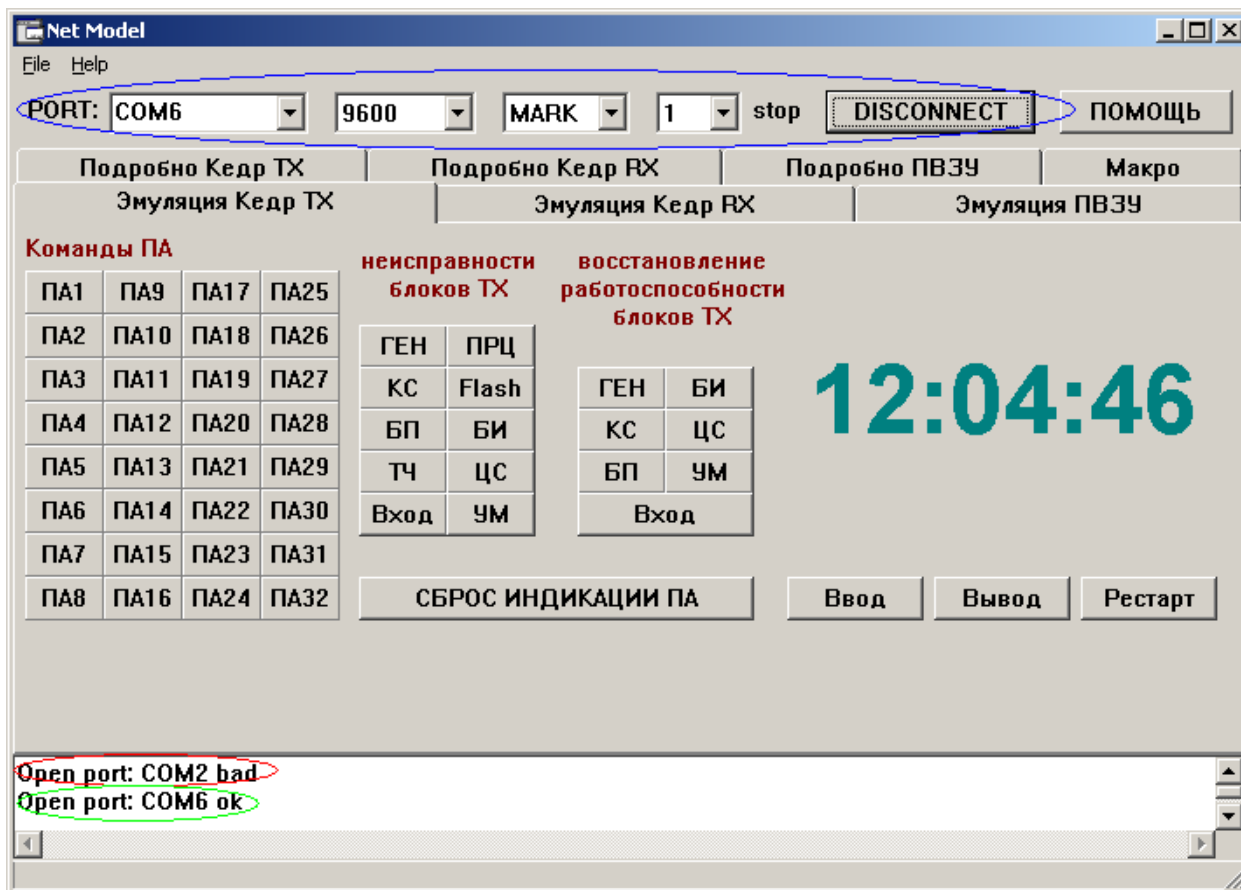 Net Model
File Help
PORT: COM6 9600 MARK 1 stop DISCONNECT ПОМОЩЬ
Подробно Кедр ТХ Подробно Кедр RX Подробно ПВЗУ Макро
Эмуляция Кедр ТХ Эмуляция Кедр RX Эмуляция ПВЗУ
Команды ПА
ПА1 ПА9 ПА17 ПА25
ПА2 ПА10 ПА18 ПА26
ПА3 ПА11 ПА19 ПА27
ПА4 ПА12 ПА20 ПА28
ПА5 ПА13 ПА21 ПА29
ПА6 ПА14 ПА22 ПА30
ПА7 ПА15 ПА23 ПА31
ПА8 ПА16 ПА24 ПА32
неисправности
блоков ТХ
ГЕН ПРЦ
КС Flash
БП БИ
ТЧ ЦС
Вход УМ
восстановление
работоспособности
блоков ТХ
ГЕН БИ
КС ЦС
БП УМ
Вход
12:04:46
СБРОС ИНДИКАЦИИ ПА Ввод Вывод Рестарт
Open port: COM2 bad
Open port: COM6 ok